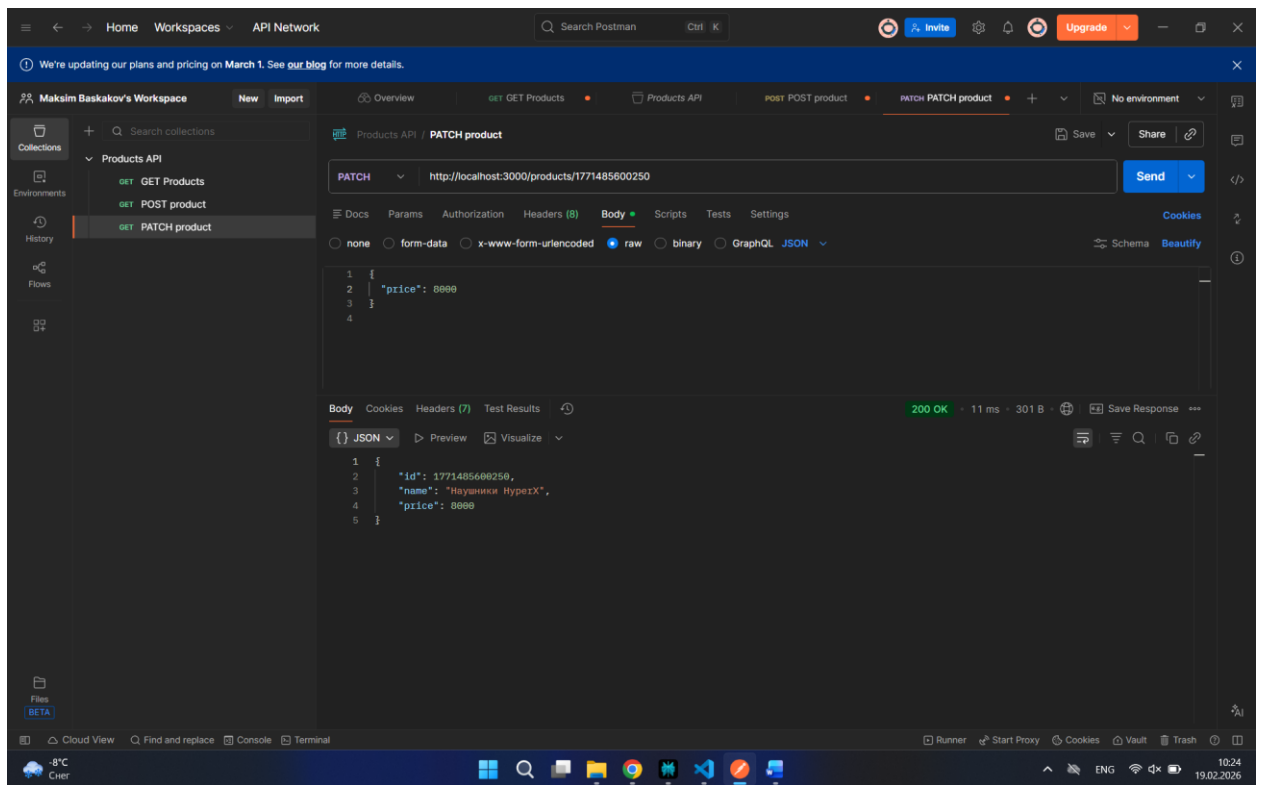 Home Workspaces API Network Search Postman Ctrl K Invite Upgrade
We're updating our plans and pricing on March 1. See our blog for more details.
Maksim Baskakov's Workspace New Import Overview GET GET Products Products API POST POST product PATCH PATCH product No environment
Collections
Search collections
Products API / PATCH product Save Share
Products API
PATCH http://localhost:3000/products/1771485600250 Send
GET GET Products
Environments
GET POST product
Docs Params Authorization Headers (8) Body Scripts Tests Settings Cookies
History
GET PATCH product
none form-data x-www-form-urlencoded raw binary GraphQL JSON Schema Beautify
Flows
1 {
2 "price": 8000
3 }
4
Body Cookies Headers (7) Test Results 200 OK 11 ms 301 B Save Response
{} JSON Preview Visualize
1 {
2 "id": 1771485600250,
3 "name": "Наушники HyperX",
4 "price": 8000
5 }
Files
BETA
AI
Cloud View Find and replace Console Terminal Runner Start Proxy Cookies Vault Trash
-8°C
Снег
ENG
10:24
19.02.2026